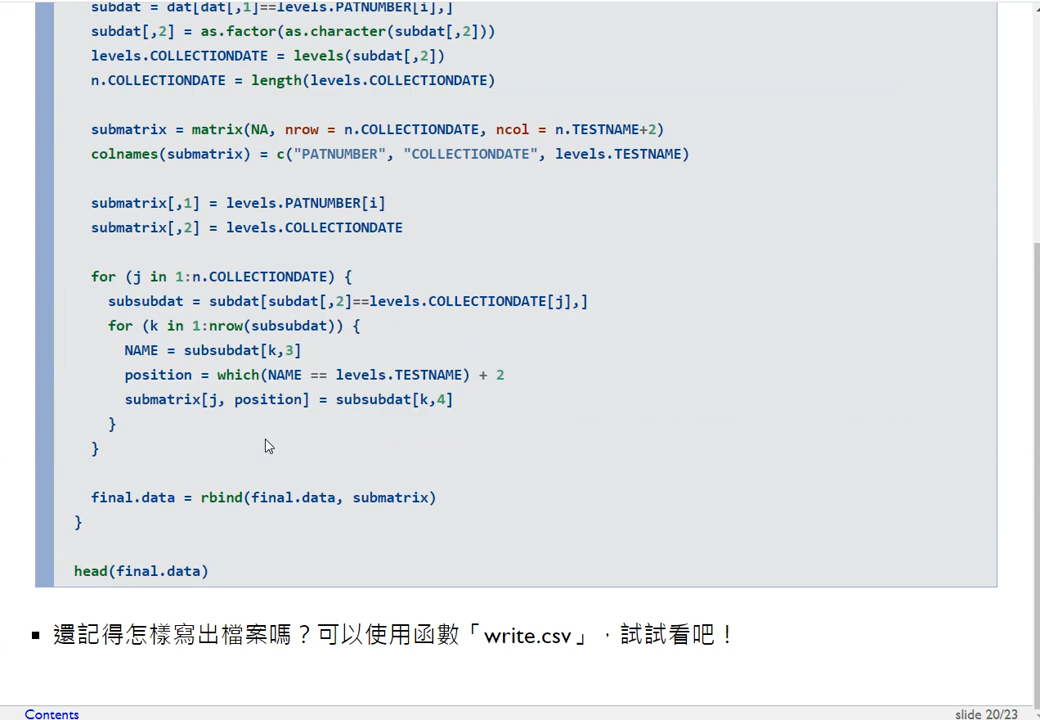 subdat = dat[dat[,1]==levels.PATNUMBER[i],]
subdat[,2] = as.factor(as.character(subdat[,2]))
levels.COLLECTIONDATE = levels(subdat[,2])
n.COLLECTIONDATE = length(levels.COLLECTIONDATE)
submatrix = matrix(NA, nrow = n.COLLECTIONDATE, ncol = n.TESTNAME+2)
colnames(submatrix) = c("PATNUMBER", "COLLECTIONDATE", levels.TESTNAME)
submatrix[,1] = levels.PATNUMBER[i]
submatrix[,2] = levels.COLLECTIONDATE
for (j in 1:n.COLLECTIONDATE) {
subsubdat = subdat[subdat[,2]==levels.COLLECTIONDATE[j],]
for (k in 1:nrow(subsubdat)) {
NAME = subsubdat[k,3]
position = which(NAME == levels.TESTNAME) + 2
submatrix[j, position] = subsubdat[k,4]
}
}
final.data = rbind(final.data, submatrix)
}
head(final.data)
▪ 還記得怎樣寫出檔案嗎？可以使用函數「write.csv」，試試看吧！
Contents
slide 20/23